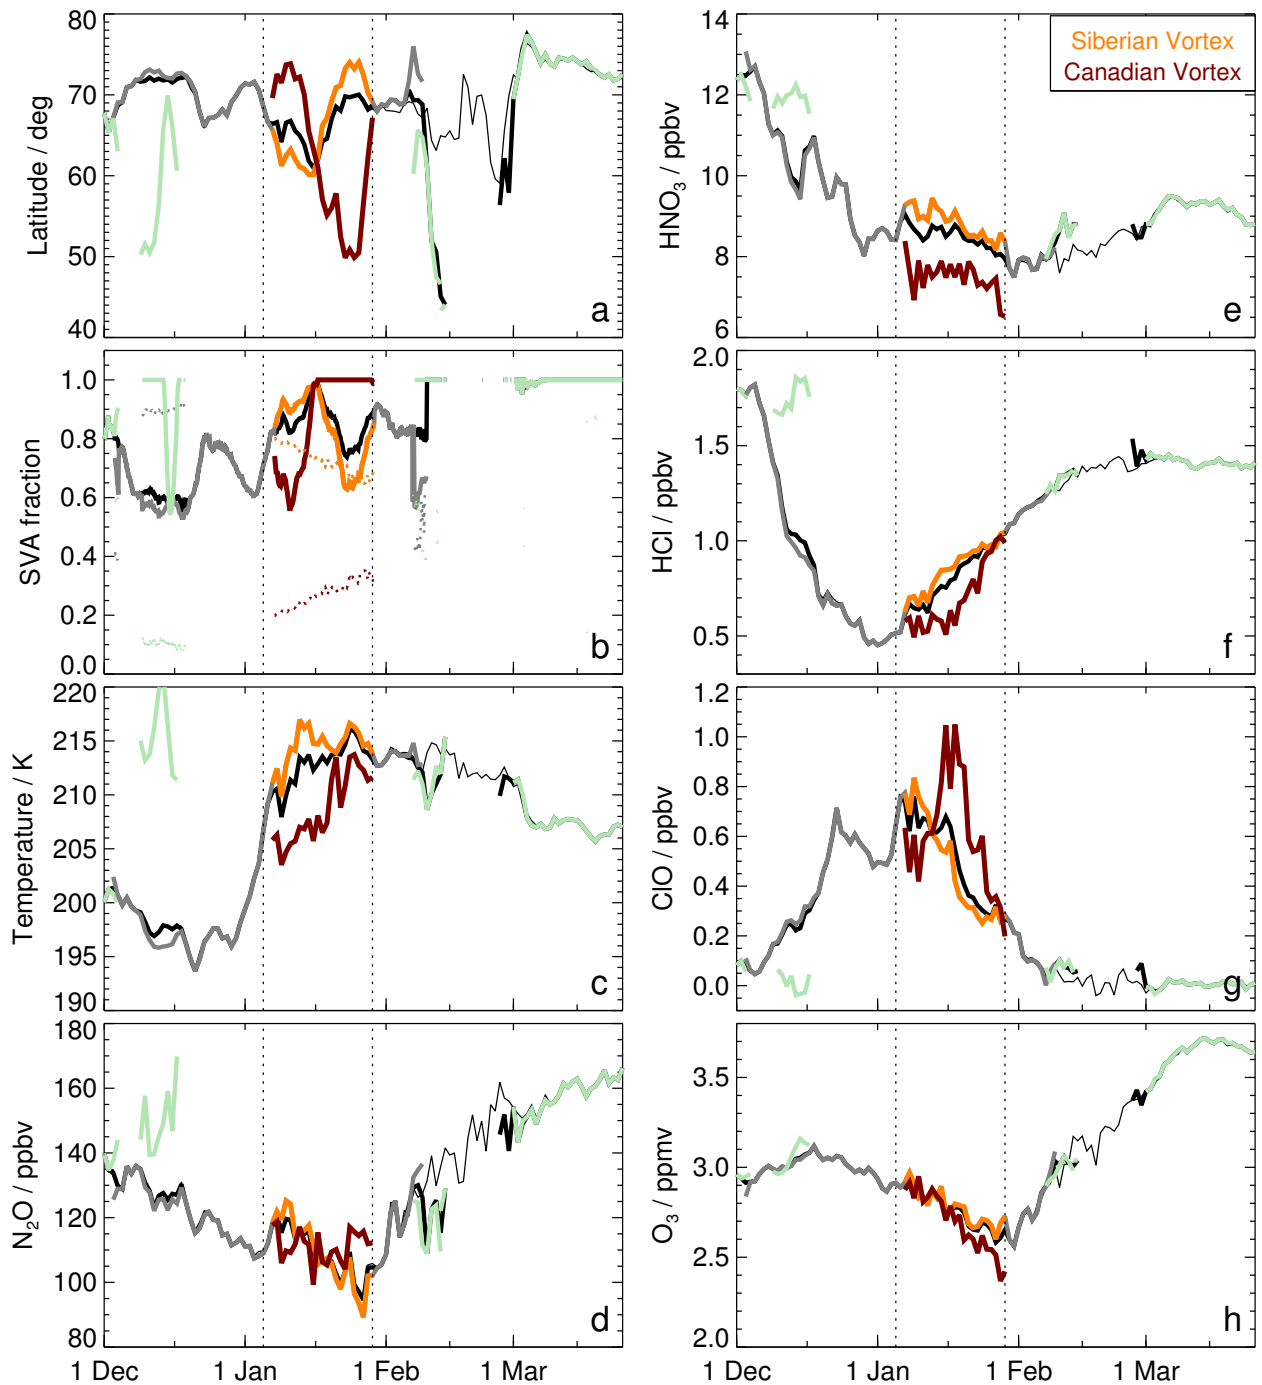 80
70
60
50
40
Latitude / deg
a
1.0
0.8
0.6
0.4
0.2
0.0
SVA fraction
b
220
215
210
205
200
195
190
Temperature / K
c
180
160
140
120
100
80
N₂O / ppbv
d
1 Dec
1 Jan
1 Feb
1 Mar
14
12
10
8
6
HNO₃ / ppbv
Siberian Vortex
Canadian Vortex
e
2.0
1.5
1.0
0.5
HCl / ppbv
f
1.2
1.0
0.8
0.6
0.4
0.2
0.0
ClO / ppbv
g
3.5
3.0
2.5
2.0
O₃ / ppmv
h
1 Dec
1 Jan
1 Feb
1 Mar